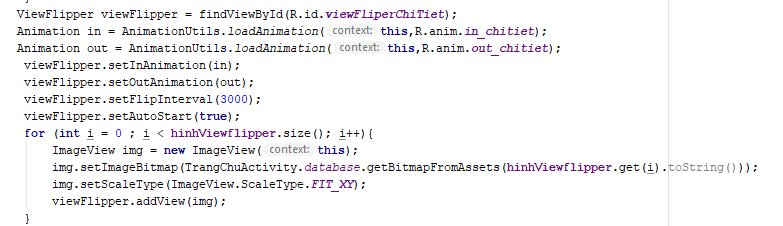 ViewFlipper viewFlipper = findViewById(R.id.viewFliperChiTiet);
Animation in = AnimationUtils.loadAnimation( context: this,R.anim.in_chitiet);
Animation out = AnimationUtils.loadAnimation( context: this,R.anim.out_chitiet);
viewFlipper.setInAnimation(in);
viewFlipper.setOutAnimation(out);
viewFlipper.setFlipInterval(3000);
viewFlipper.setAutoStart(true);
for (int i = 0 ; i < hinhViewflipper.size(); i++){
ImageView img = new ImageView( context: this);
img.setImageBitmap(TrangChuActivity.database.getBitmapFromAssets(hinhViewflipper.get(i).toString()));
img.setScaleType(ImageView.ScaleType.FIT_XY);
viewFlipper.addView(img);
}